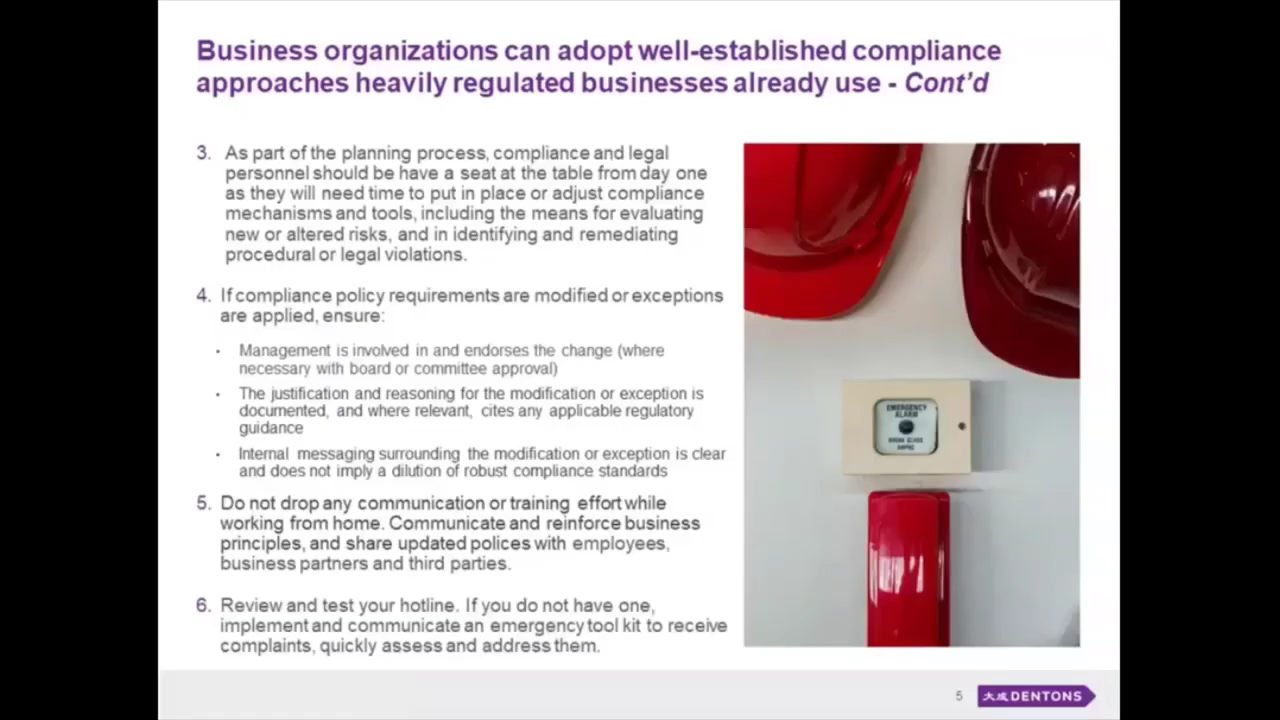 Business organizations can adopt well-established compliance
approaches heavily regulated businesses already use - Cont'd
3. As part of the planning process, compliance and legal
personnel should be have a seat at the table from day one
as they will need time to put in place or adjust compliance
mechanisms and tools, including the means for evaluating
new or altered risks, and in identifying and remediating
procedural or legal violations.
4. If compliance policy requirements are modified or exceptions
are applied, ensure:
· Management is involved in and endorses the change (where
necessary with board or committee approval)
· The justification and reasoning for the modification or exception is
documented, and where relevant, cites any applicable regulatory
guidance
· Internal messaging surrounding the modification or exception is clear
and does not imply a dilution of robust compliance standards
5. Do not drop any communication or training effort while
working from home. Communicate and reinforce business
principles, and share updated polices with employees,
business partners and third parties.
6. Review and test your hotline. If you do not have one,
implement and communicate an emergency tool kit to receive
complaints, quickly assess and address them.
EMERGENCY
ALARM
BREAK GLASS
5
大成 DENTONS